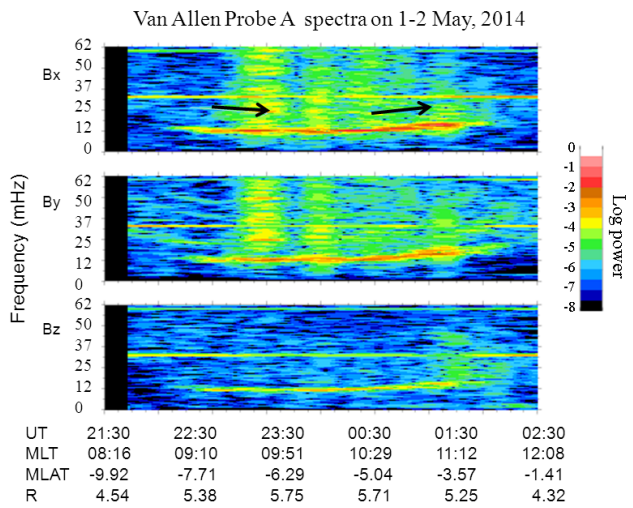 Van Allen Probe A spectra on 1-2 May, 2014
Frequency (mHz)
Bx
62
50
37
25
12
0
By
62
50
37
25
12
0
Bz
62
50
37
25
12
0
0
-1
-2
-3
-4
-5
-6
-7
-8
Log power
UT 21:30 22:30 23:30 00:30 01:30 02:30
MLT 08:16 09:10 09:51 10:29 11:12 12:08
MLAT -9.92 -7.71 -6.29 -5.04 -3.57 -1.41
R 4.54 5.38 5.75 5.71 5.25 4.32